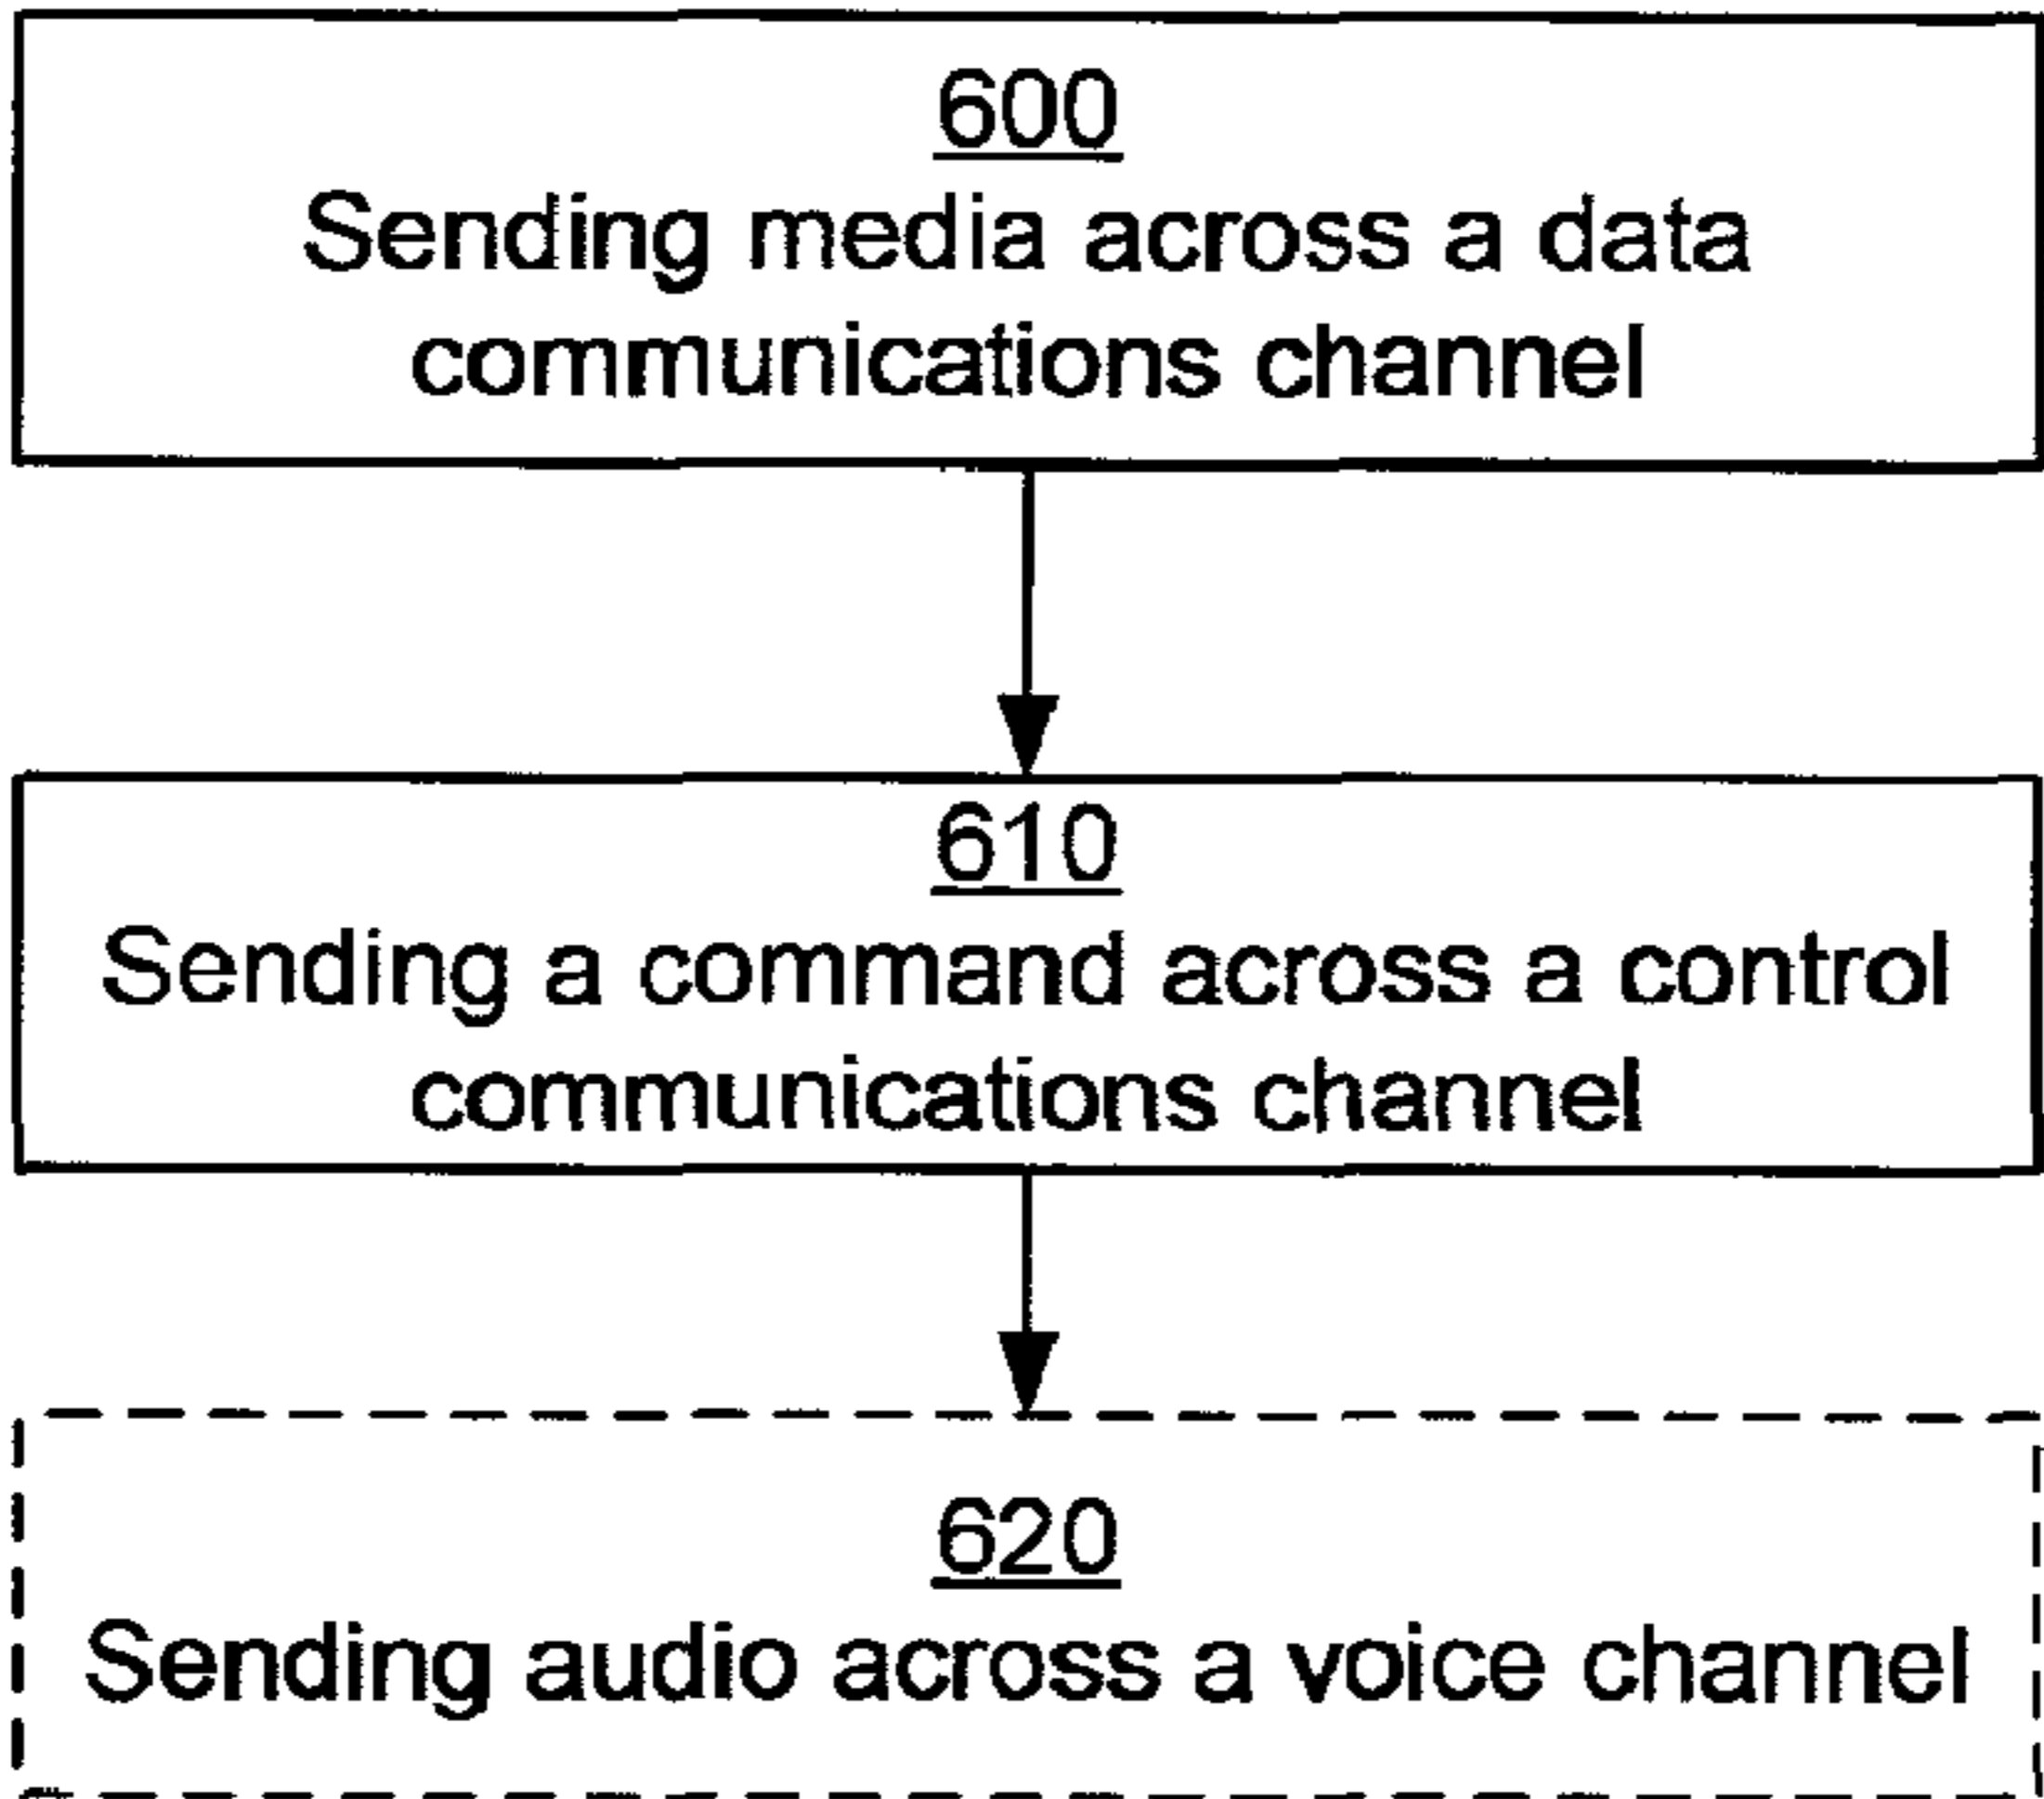 600
Sending media across a data
communications channel
610
Sending a command across a control
communications channel
620
Sending audio across a voice channel